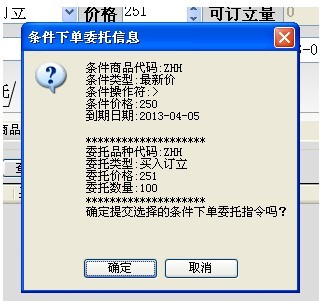 订立 价格 251 可订立量 0
条件下单委托信息
条件商品代码:ZHH
条件类型:最新价
条件操作符:>
条件价格:250
到期日期:2013-04-05
********************
委托品种代码:ZHH
委托类型:买入订立
委托价格:251
委托数量:100
********************
确定提交选择的条件下单委托指令吗?
确定 取消